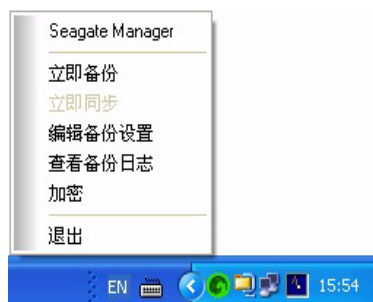 Seagate Manager
立即备份
立即同步
编辑备份设置
查看备份日志
加密
退出
EN 15:54